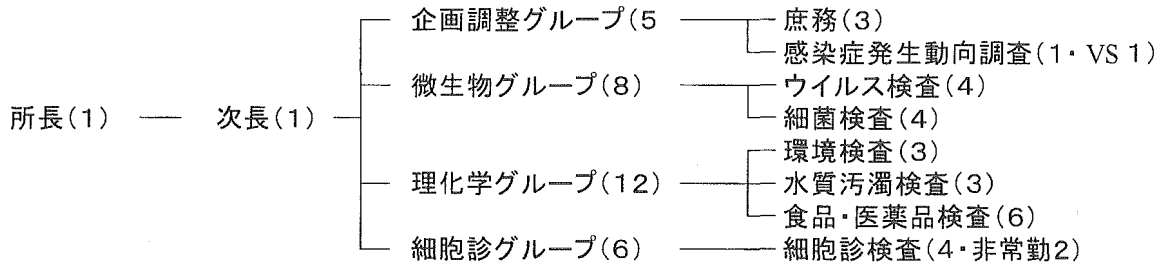 企画調整グループ(5
庶務(3)
感染症発生動向調査(1・VS 1)
微生物グループ(8)
ウイルス検査(4)
細菌検査(4)
所長(1)
次長(1)
環境検査(3)
理化学グループ(12)
水質汚濁検査(3)
食品・医薬品検査(6)
細胞診グループ(6)
細胞診検査(4・非常勤2)